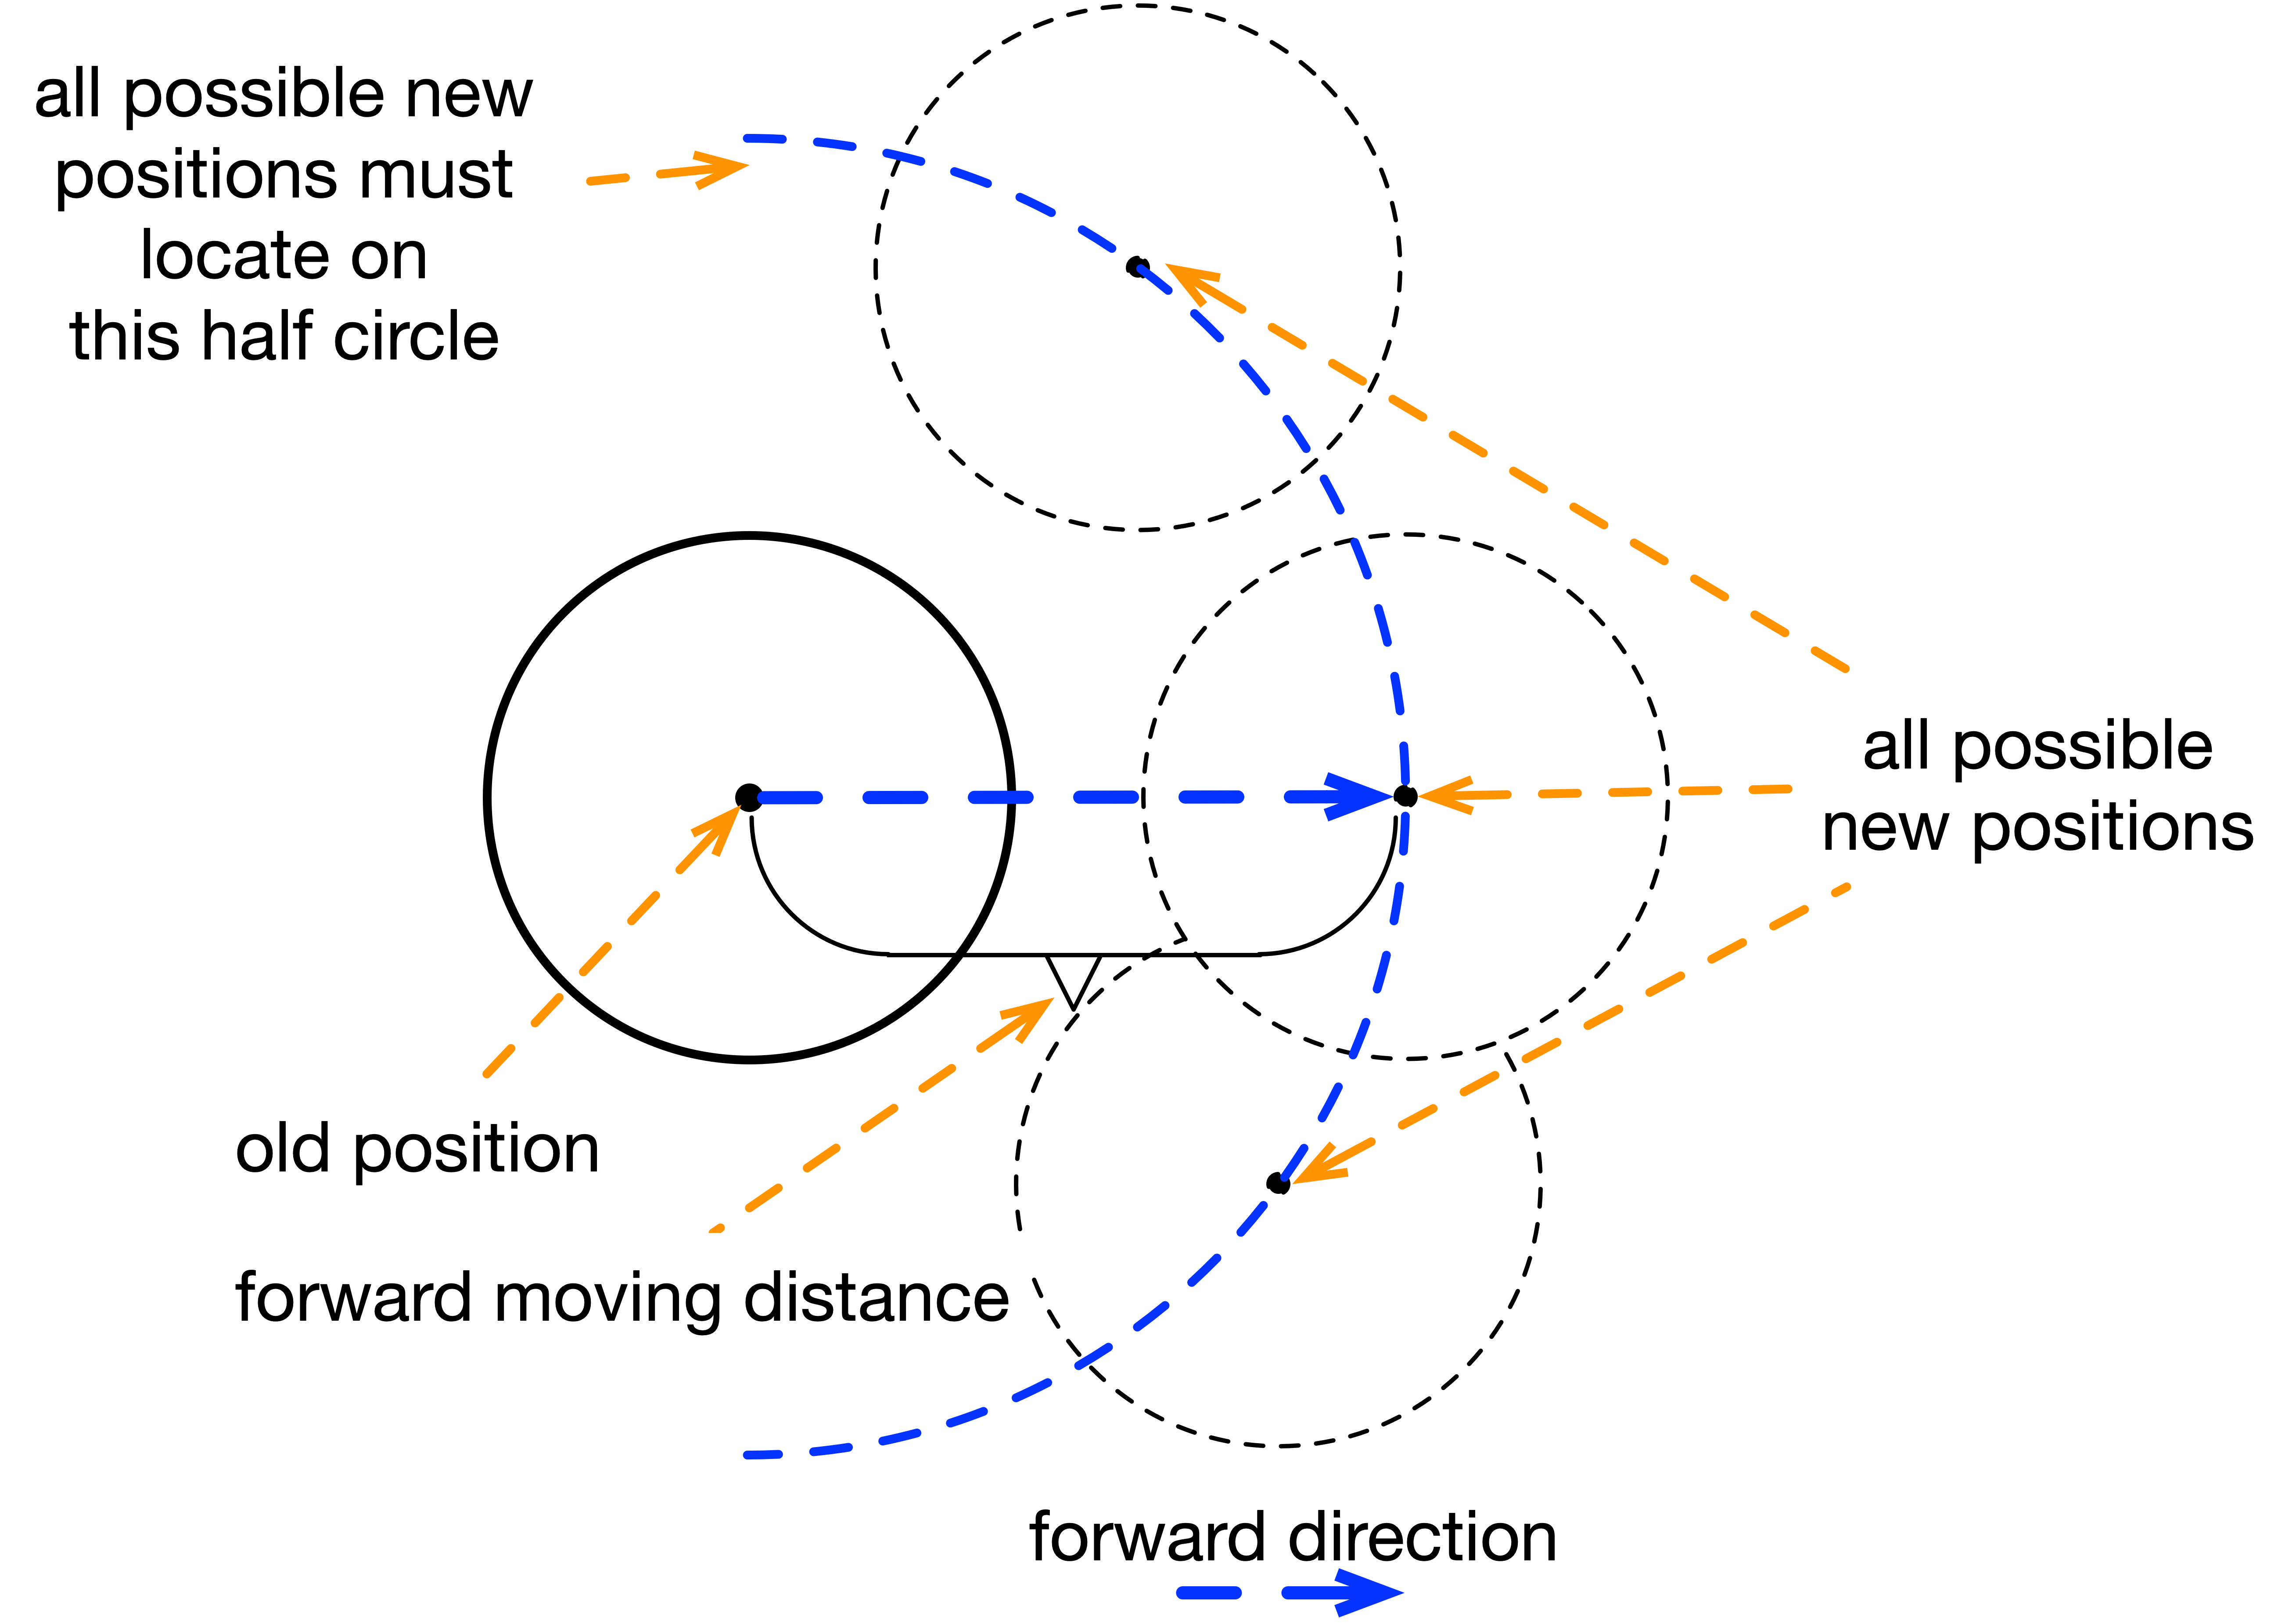 all possible new
positions must
locate on
this half circle
all possible
new positions
old position
forward moving distance
forward direction